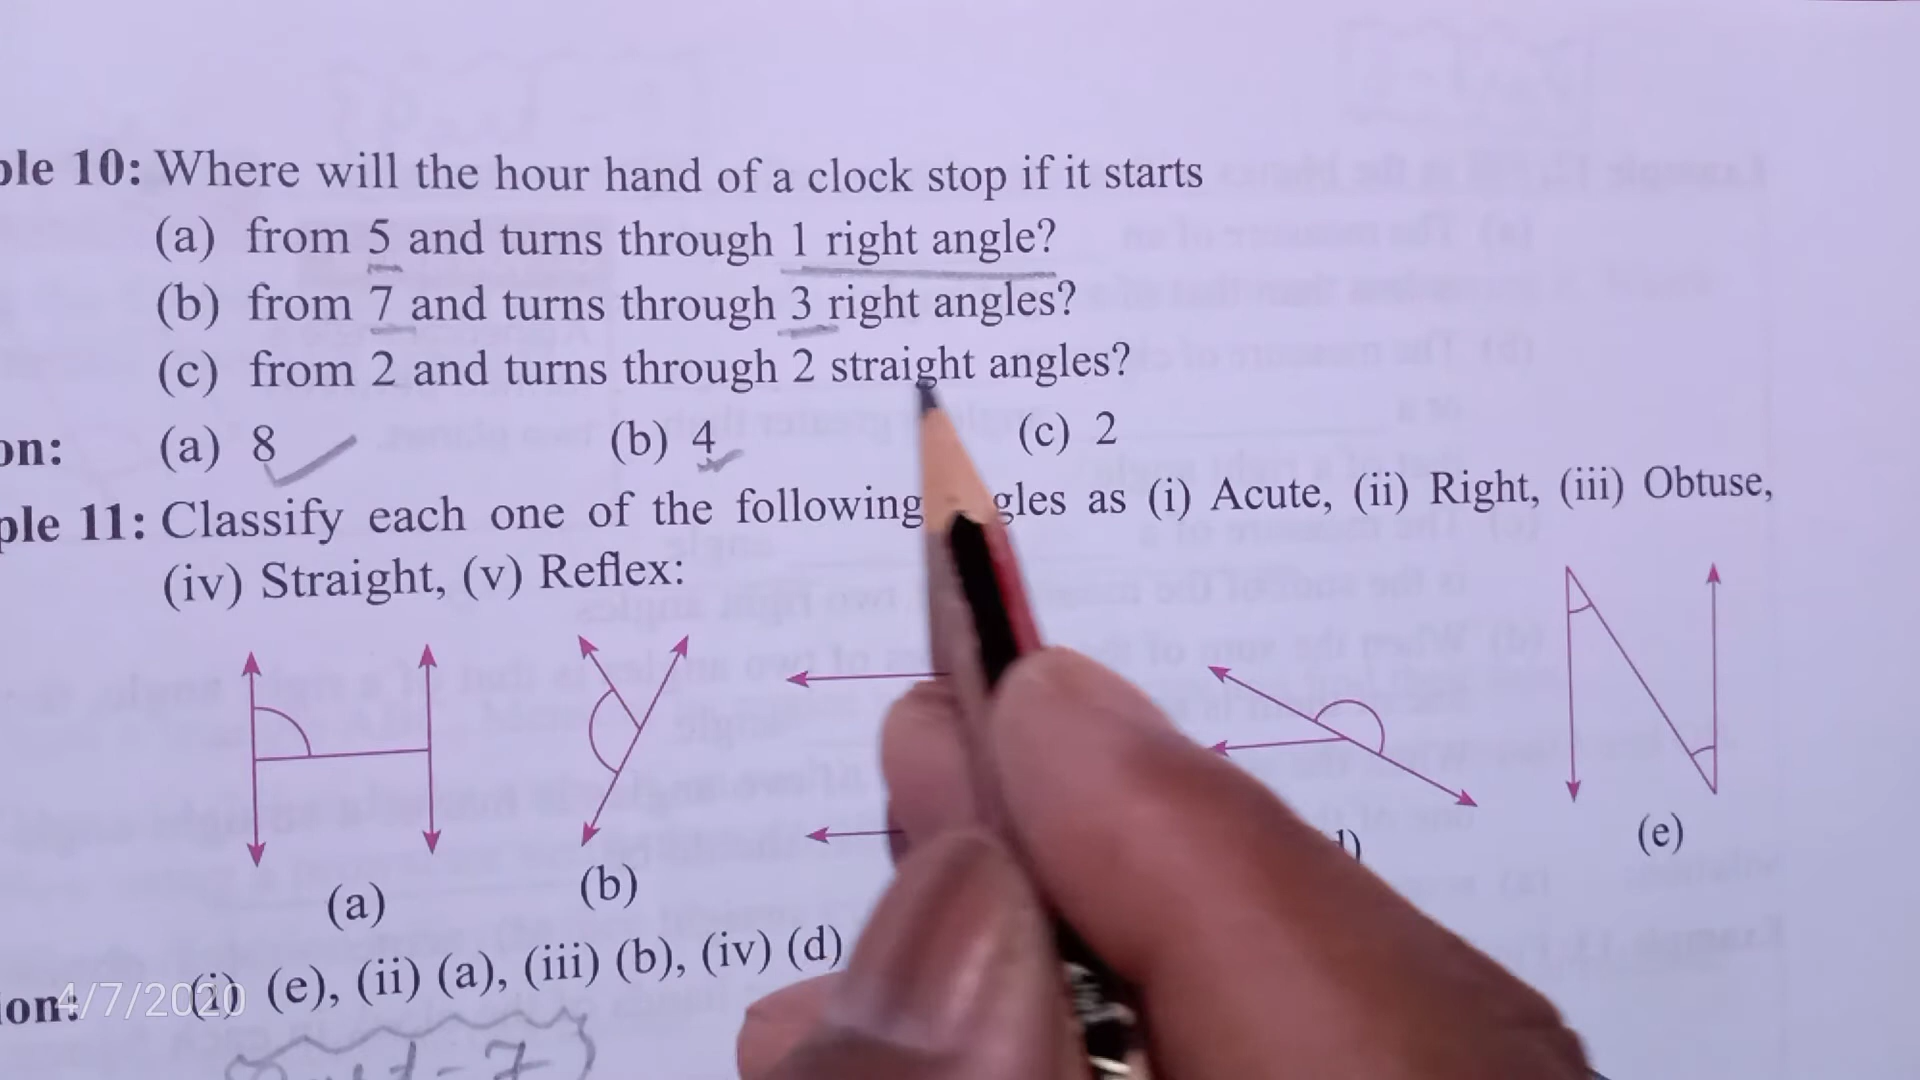 ple 10: Where will the hour hand of a clock stop if it starts
(a) from 5 and turns through 1 right angle?
(b) from 7 and turns through 3 right angles?
(c) from 2 and turns through 2 straight angles?
on: (a) 8 (b) 4 (c) 2
ple 11: Classify each one of the following gles as (i) Acute, (ii) Right, (iii) Obtuse,
(iv) Straight, (v) Reflex:
(a) (b) d) (e)
ion: (i) (e), (ii) (a), (iii) (b), (iv) (d)
4/7/2020